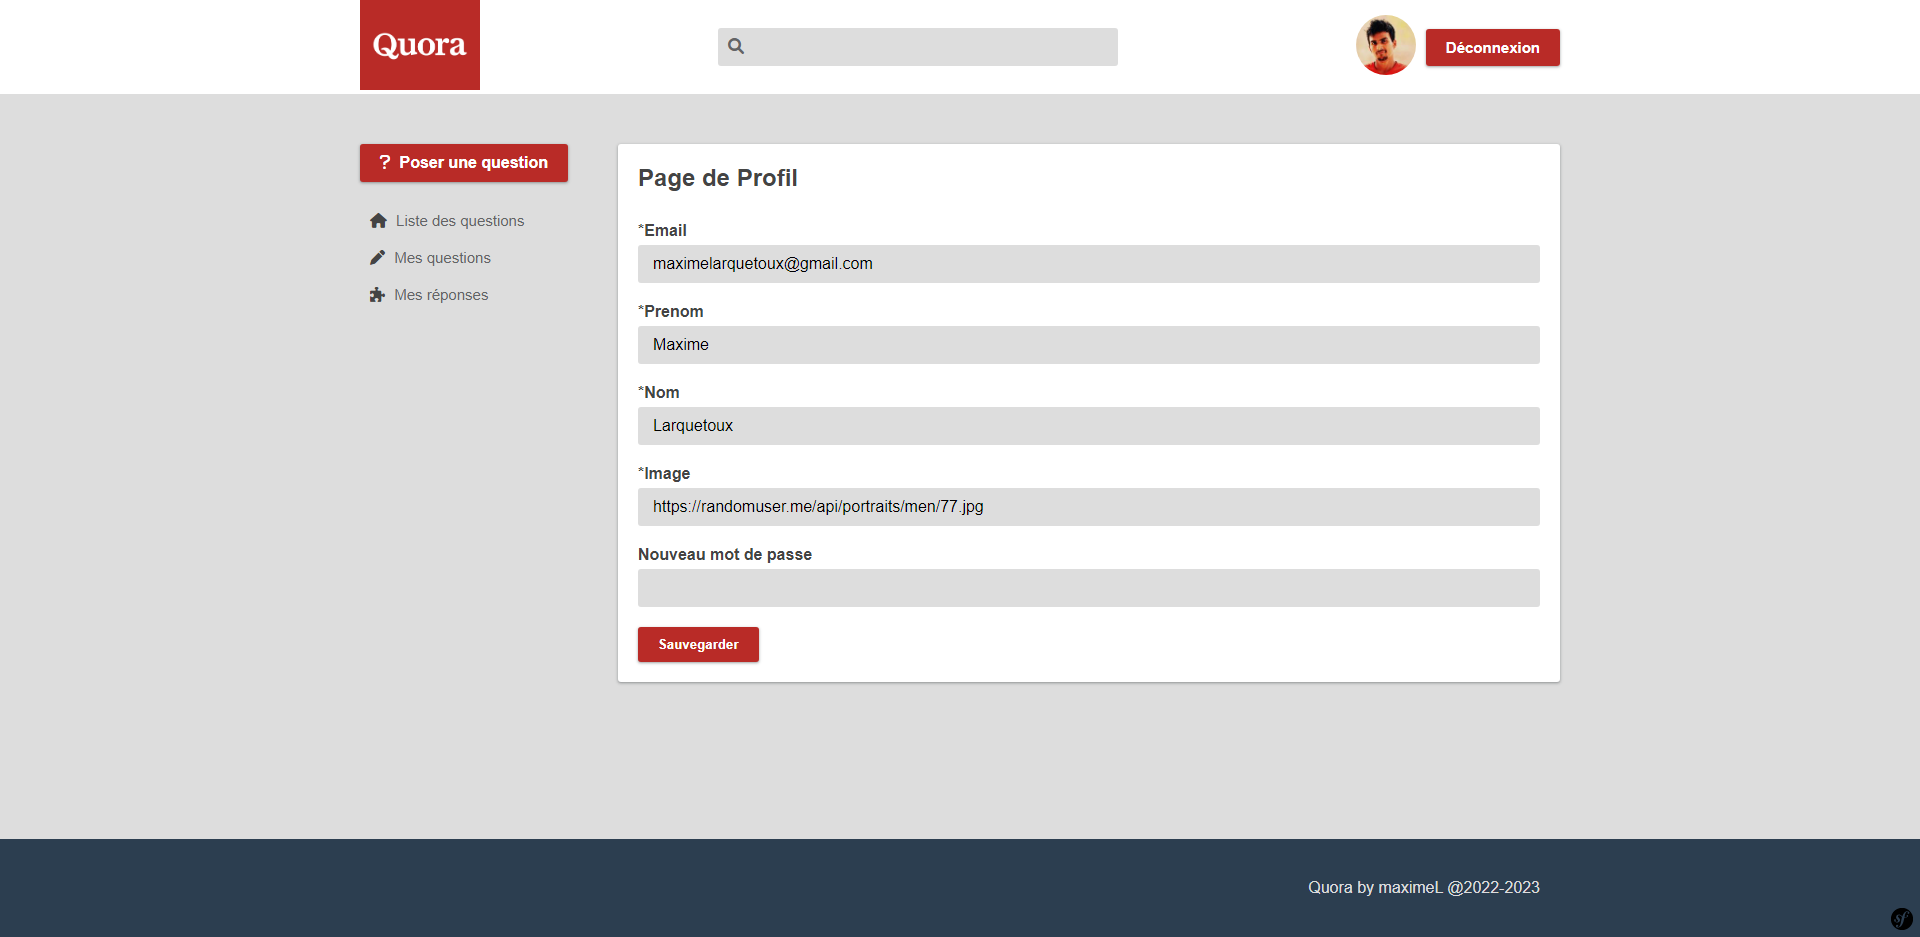 Quora
Déconnexion
? Poser une question
Liste des questions
Mes questions
Mes réponses
Page de Profil
*Email
maximelarquetoux@gmail.com
*Prenom
Maxime
*Nom
Larquetoux
*Image
https://randomuser.me/api/portraits/men/77.jpg
Nouveau mot de passe
Sauvegarder
Quora by maximeL @2022-2023
sf